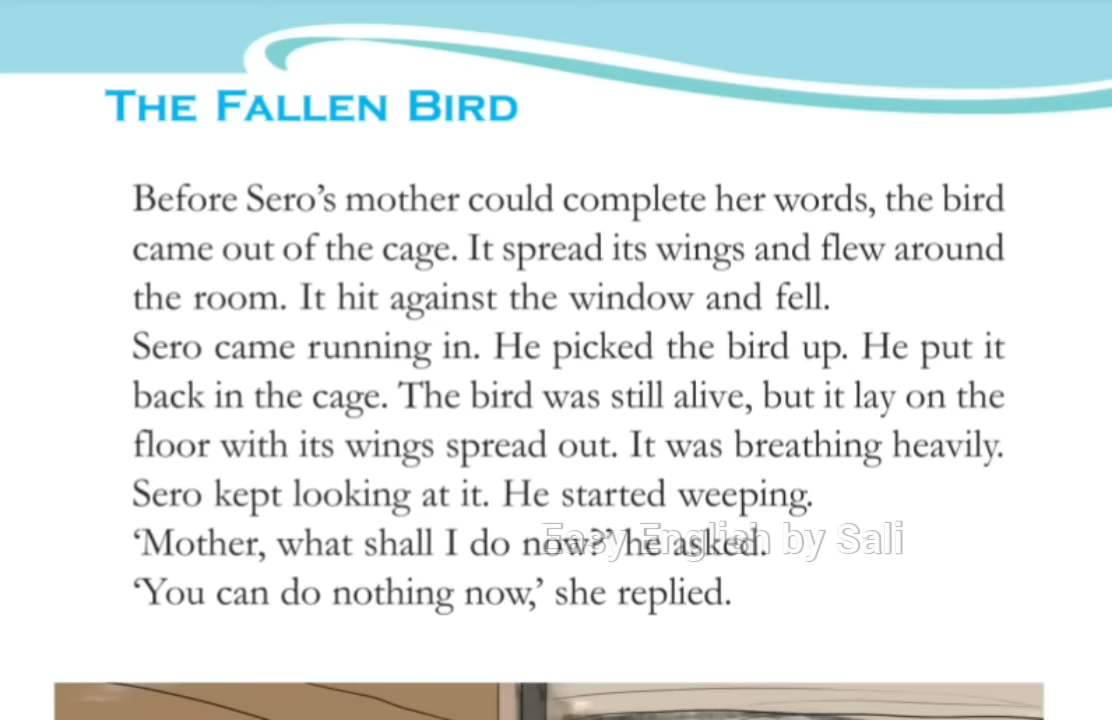 THE FALLEN BIRD
Before Sero’s mother could complete her words, the bird
came out of the cage. It spread its wings and flew around
the room. It hit against the window and fell.
Sero came running in. He picked the bird up. He put it
back in the cage. The bird was still alive, but it lay on the
floor with its wings spread out. It was breathing heavily.
Sero kept looking at it. He started weeping.
‘Mother, what shall I do now?’ he asked.
Easy English by Sali
‘You can do nothing now,’ she replied.